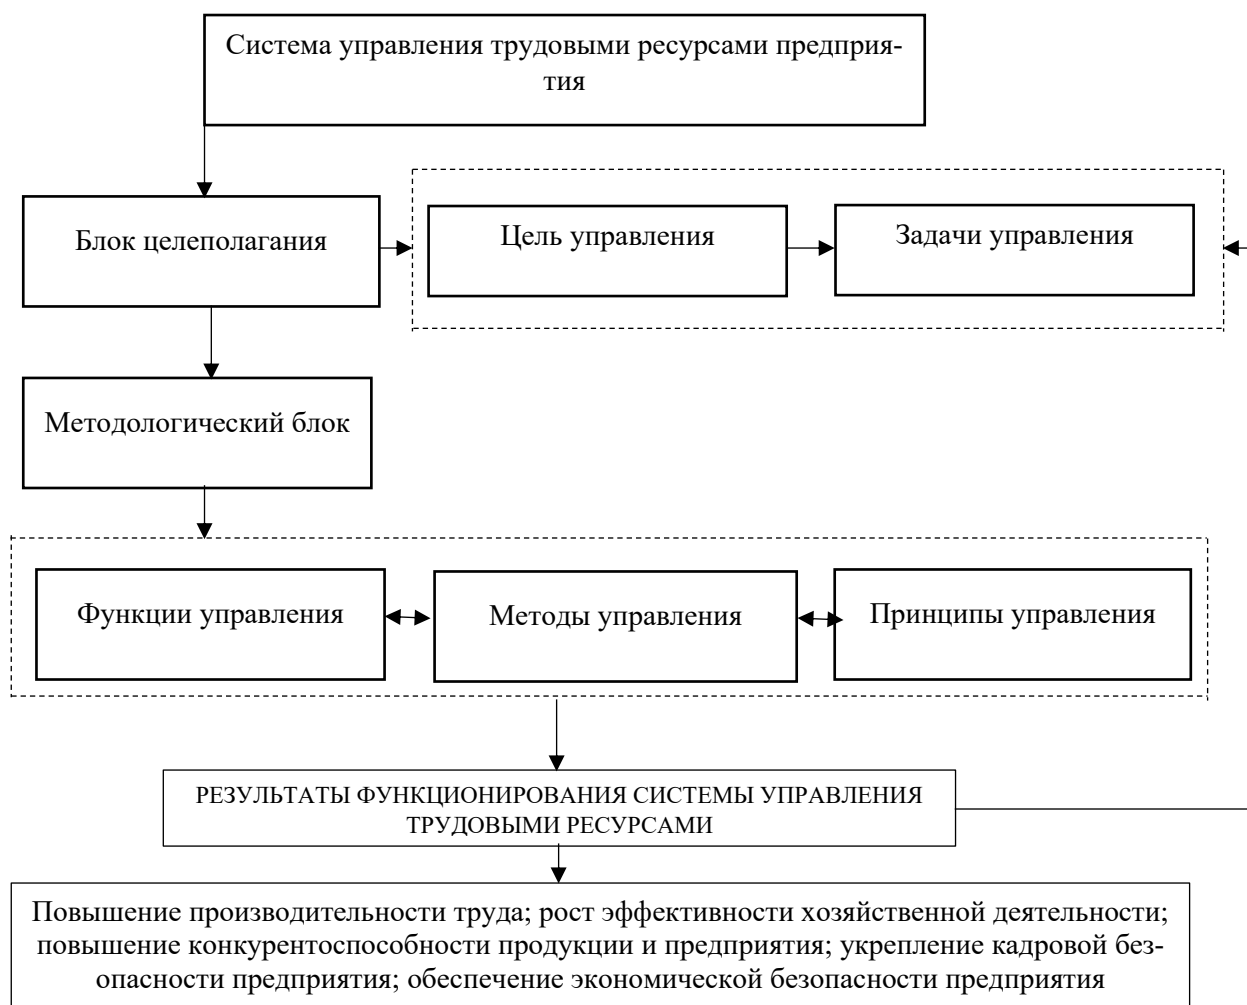 Система управления трудовыми ресурсами предприя-
тия
Блок целеполагания
Цель управления
Задачи управления
Методологический блок
Функции управления
Методы управления
Принципы управления
РЕЗУЛЬТАТЫ ФУНКЦИОНИРОВАНИЯ СИСТЕМЫ УПРАВЛЕНИЯ
ТРУДОВЫМИ РЕСУРСАМИ
Повышение производительности труда; рост эффективности хозяйственной деятельности;
повышение конкурентоспособности продукции и предприятия; укрепление кадровой без-
опасности предприятия; обеспечение экономической безопасности предприятия